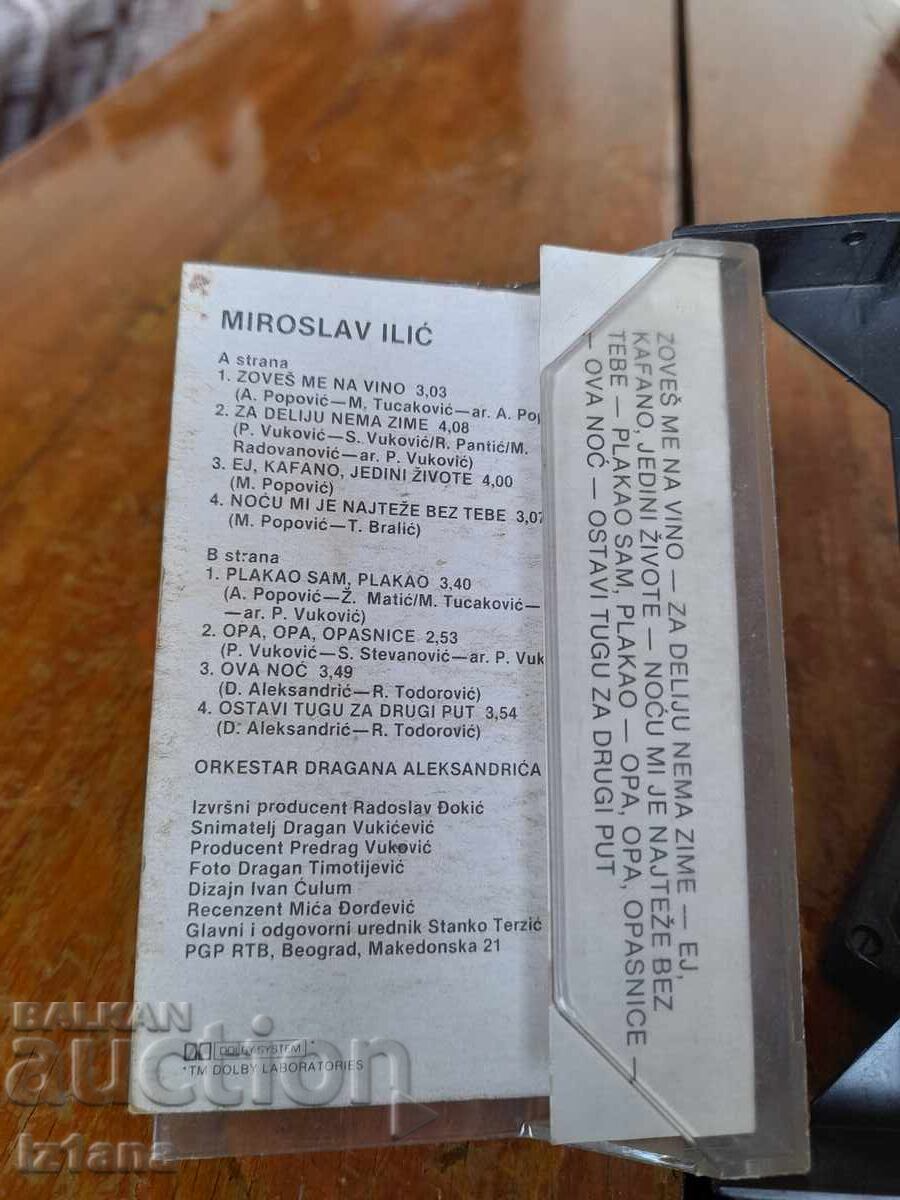 MIROSLAV ILIĆ
A strana
1. ZOVEŠ ME NA VINO 3,03
(A. Popović—M. Tucaković—ar. A. Pop
2. ZA DELIJU NEMA ZIME 4,08
(P. Vuković—S. Vuković/R. Pantić/M.
Radovanović—ar. P. Vuković)
3. EJ, KAFANO, JEDINI ŽIVOTE 4,00
(M. Popović)
4. NOĆU MI JE NAJTEŽE BEZ TEBE 3,07
(M. Popović—T. Bralić)
B strana
1. PLAKAO SAM, PLAKAO 3,40
(A. Popović—Ž. Matić/M. Tucaković—
—ar. P. Vuković)
2. OPA, OPA, OPASNICE 2,53
(P. Vuković—S. Stevanović—ar. P. Vuk
3. OVA NOĆ 3,49
(D. Aleksandrić—R. Todorović)
4. OSTAVI TUGU ZA DRUGI PUT 3,54
(D. Aleksandrić—R. Todorović)
ORKESTAR DRAGANA ALEKSANDRIĆA
Izvršni producent Radoslav Đokić
Snimatelj Dragan Vukićević
Producent Predrag Vuković
Foto Dragan Timotijević
Dizajn Ivan Ćulum
Recenzent Mića Đorđević
Glavni i odgovorni urednik Stanko Terzić
PGP RTB, Beograd, Makedonska 21
DOLBY SYSTEM *
*TM DOLBY LABORATORIES
ZOVEŠ ME NA VINO — ZA DELIJU NEMA ZIME — EJ,
KAFANO, JEDINI ŽIVOTE — NOĆU MI JE NAJTEŽE BEZ
TEBE — PLAKAO SAM, PLAKAO — OPA, OPA, OPASNICE —
— OVA NOĆ — OSTAVI TUGU ZA DRUGI PUT
BALKAN
auction
iz1ana